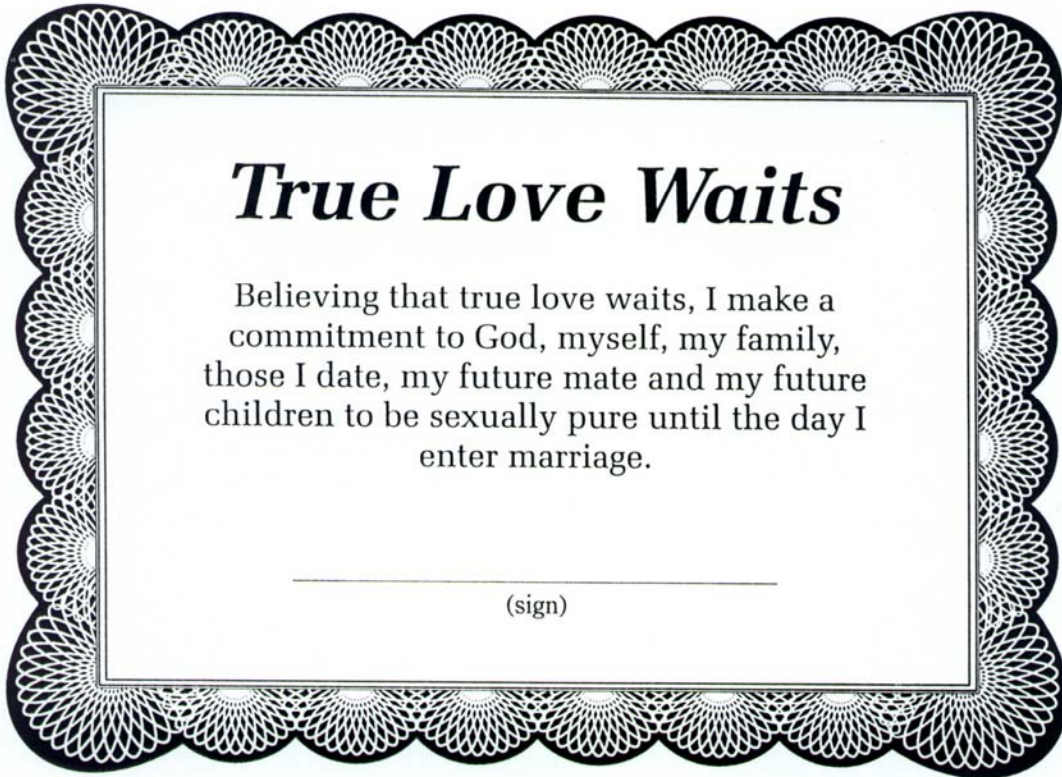 True Love Waits
Believing that true love waits, I make a
commitment to God, myself, my family,
those I date, my future mate and my future
children to be sexually pure until the day I
enter marriage.
(sign)